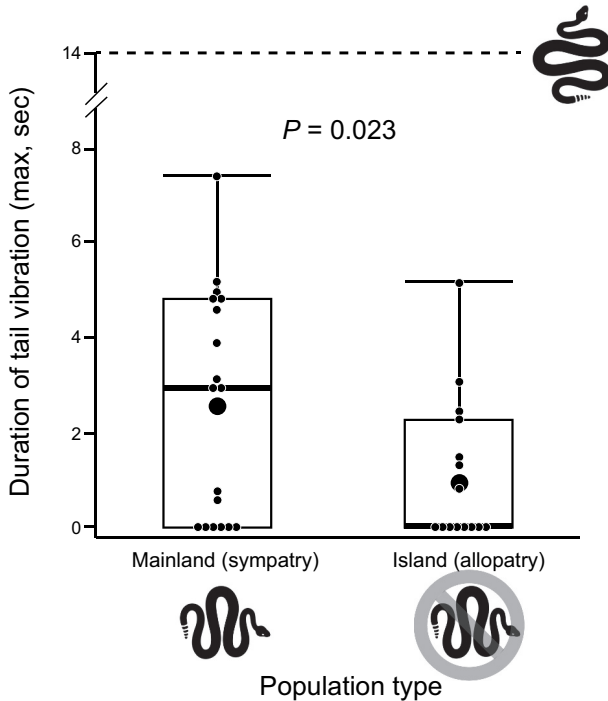 14
P = 0.023
8
6
4
2
0
Duration of tail vibration (max, sec)
Mainland (sympatry)
Island (allopatry)
Population type